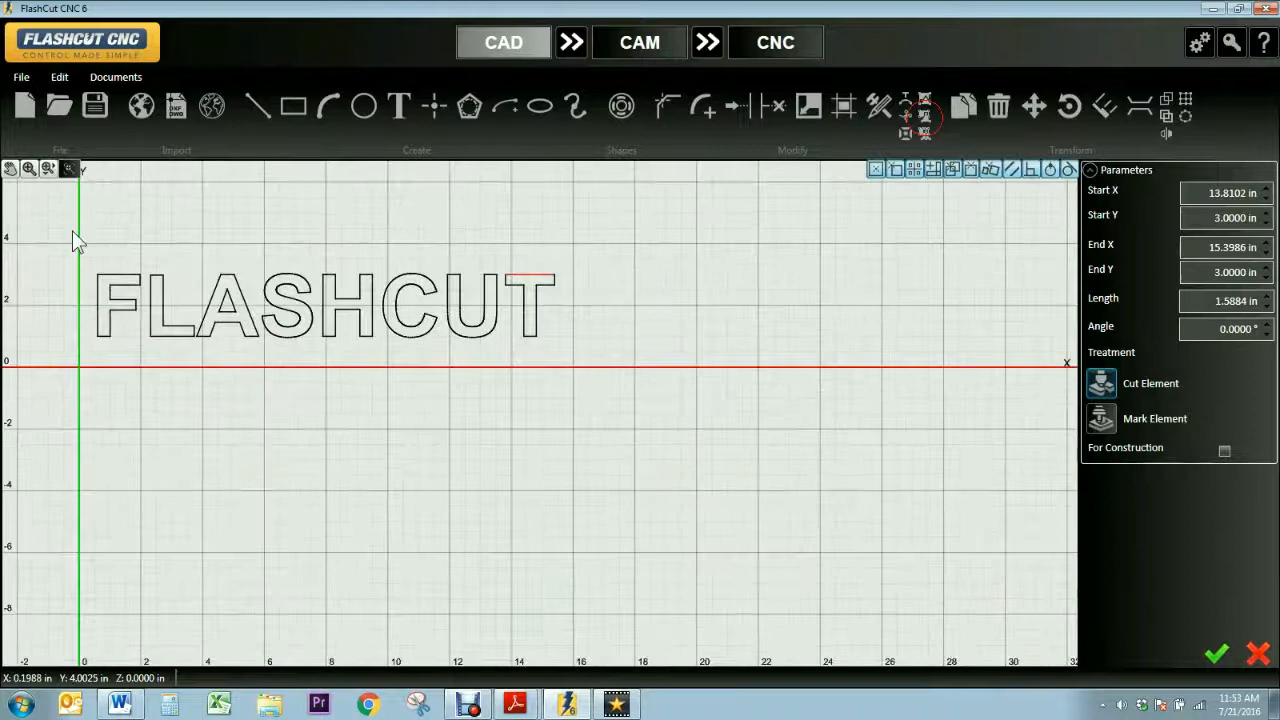 FlashCut CNC 6
FLASHCUT CNC
CONTROL MADE SIMPLE
CAD
CAM
CNC
File Edit Documents
T
File Import Create Shapes Modify Transform
Y
4
2
0
-2
-4
-6
-8
FLASHCUT
X
-2 0 2 4 6 8 10 12 14 16 18 20 22 24 26 28 30 32
Parameters
Start X 13.8102 in
Start Y 3.0000 in
End X 15.3986 in
End Y 3.0000 in
Length 1.5884 in
Angle 0.0000 °
Treatment
Cut Element
Mark Element
For Construction
X: 0.1988 in Y: 4.0025 in Z: 0.0000 in
Pr
6
11:53 AM
7/21/2016